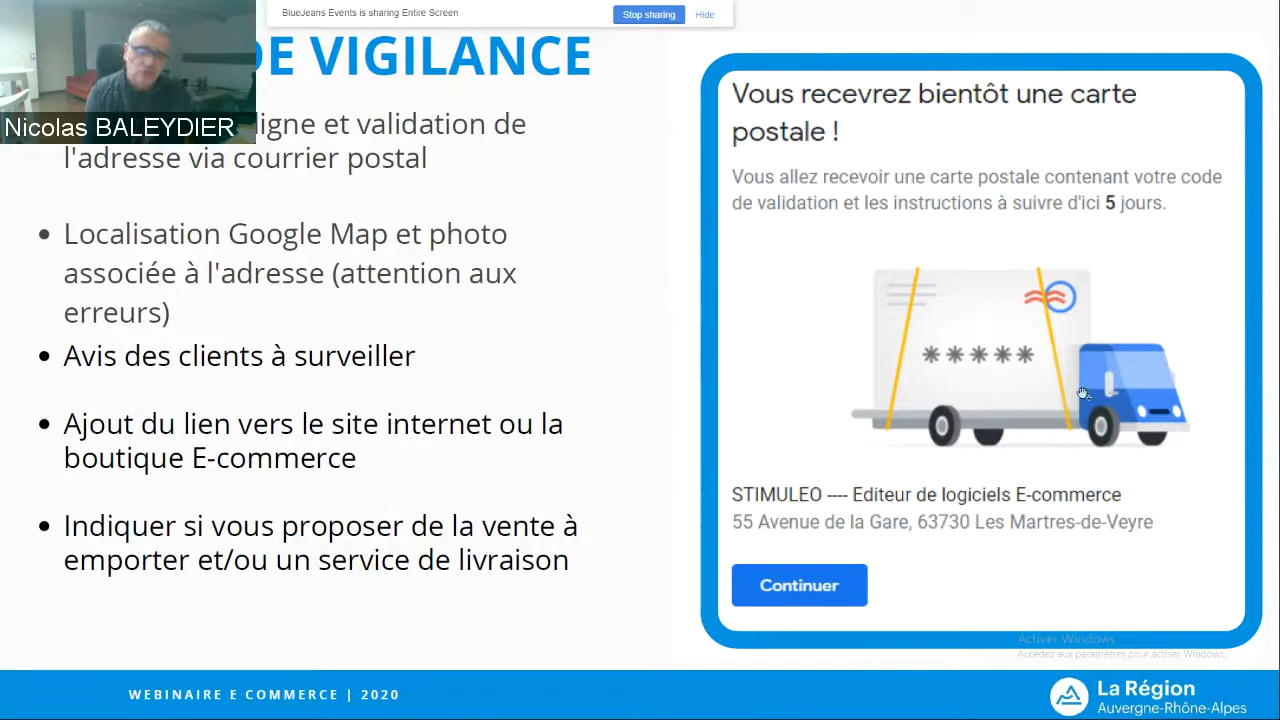 BlueJeans Events is sharing Entire Screen
Stop sharing
Hide
DE VIGILANCE
Nicolas BALEYDIER
ligne et validation de
l'adresse via courrier postal
• Localisation Google Map et photo
associée à l'adresse (attention aux
erreurs)
• Avis des clients à surveiller
• Ajout du lien vers le site internet ou la
boutique E-commerce
• Indiquer si vous proposer de la vente à
emporter et/ou un service de livraison
Vous recevrez bientôt une carte
postale !
Vous allez recevoir une carte postale contenant votre code
de validation et les instructions à suivre d'ici 5 jours.
*****
STIMULEO ---- Editeur de logiciels E-commerce
55 Avenue de la Gare, 63730 Les Martres-de-Veyre
Continuer
Activer Windows
Accédez aux paramètres pour activer Windows.
WEBINAIRE E COMMERCE | 2020
La Région
Auvergne-Rhône-Alpes